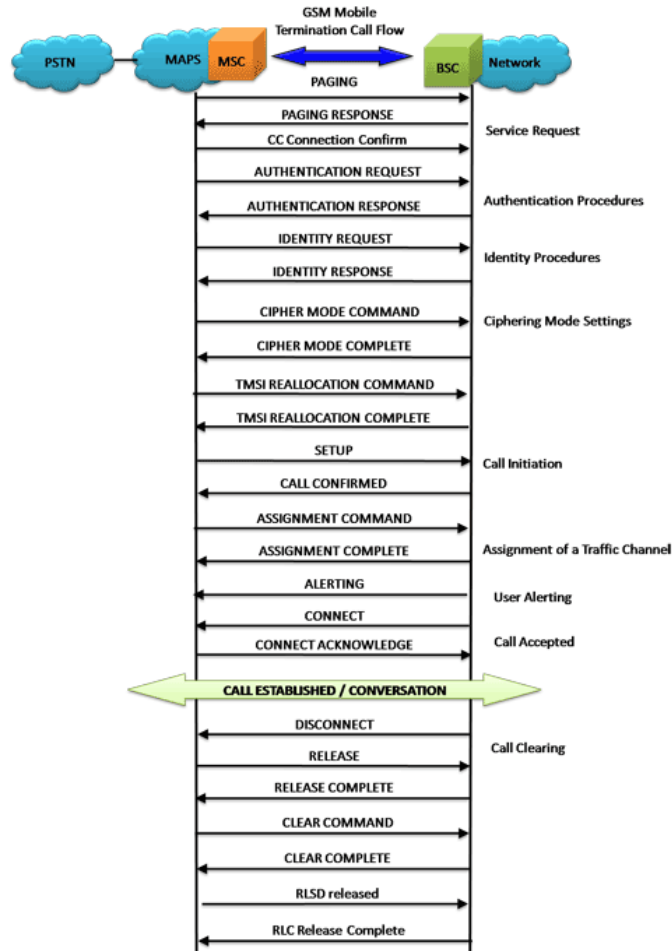 GSM Mobile
Termination Call Flow
PSTN
MAPS
MSC
BSC
Network
PAGING
PAGING RESPONSE
Service Request
CC Connection Confirm
AUTHENTICATION REQUEST
Authentication Procedures
AUTHENTICATION RESPONSE
IDENTITY REQUEST
Identity Procedures
IDENTITY RESPONSE
CIPHER MODE COMMAND
Ciphering Mode Settings
CIPHER MODE COMPLETE
TMSI REALLOCATION COMMAND
TMSI REALLOCATION COMPLETE
SETUP
Call Initiation
CALL CONFIRMED
ASSIGNMENT COMMAND
ASSIGNMENT COMPLETE
Assignment of a Traffic Channel
ALERTING
User Alerting
CONNECT
CONNECT ACKNOWLEDGE
Call Accepted
CALL ESTABLISHED / CONVERSATION
DISCONNECT
Call Clearing
RELEASE
RELEASE COMPLETE
CLEAR COMMAND
CLEAR COMPLETE
RLSD released
RLC Release Complete